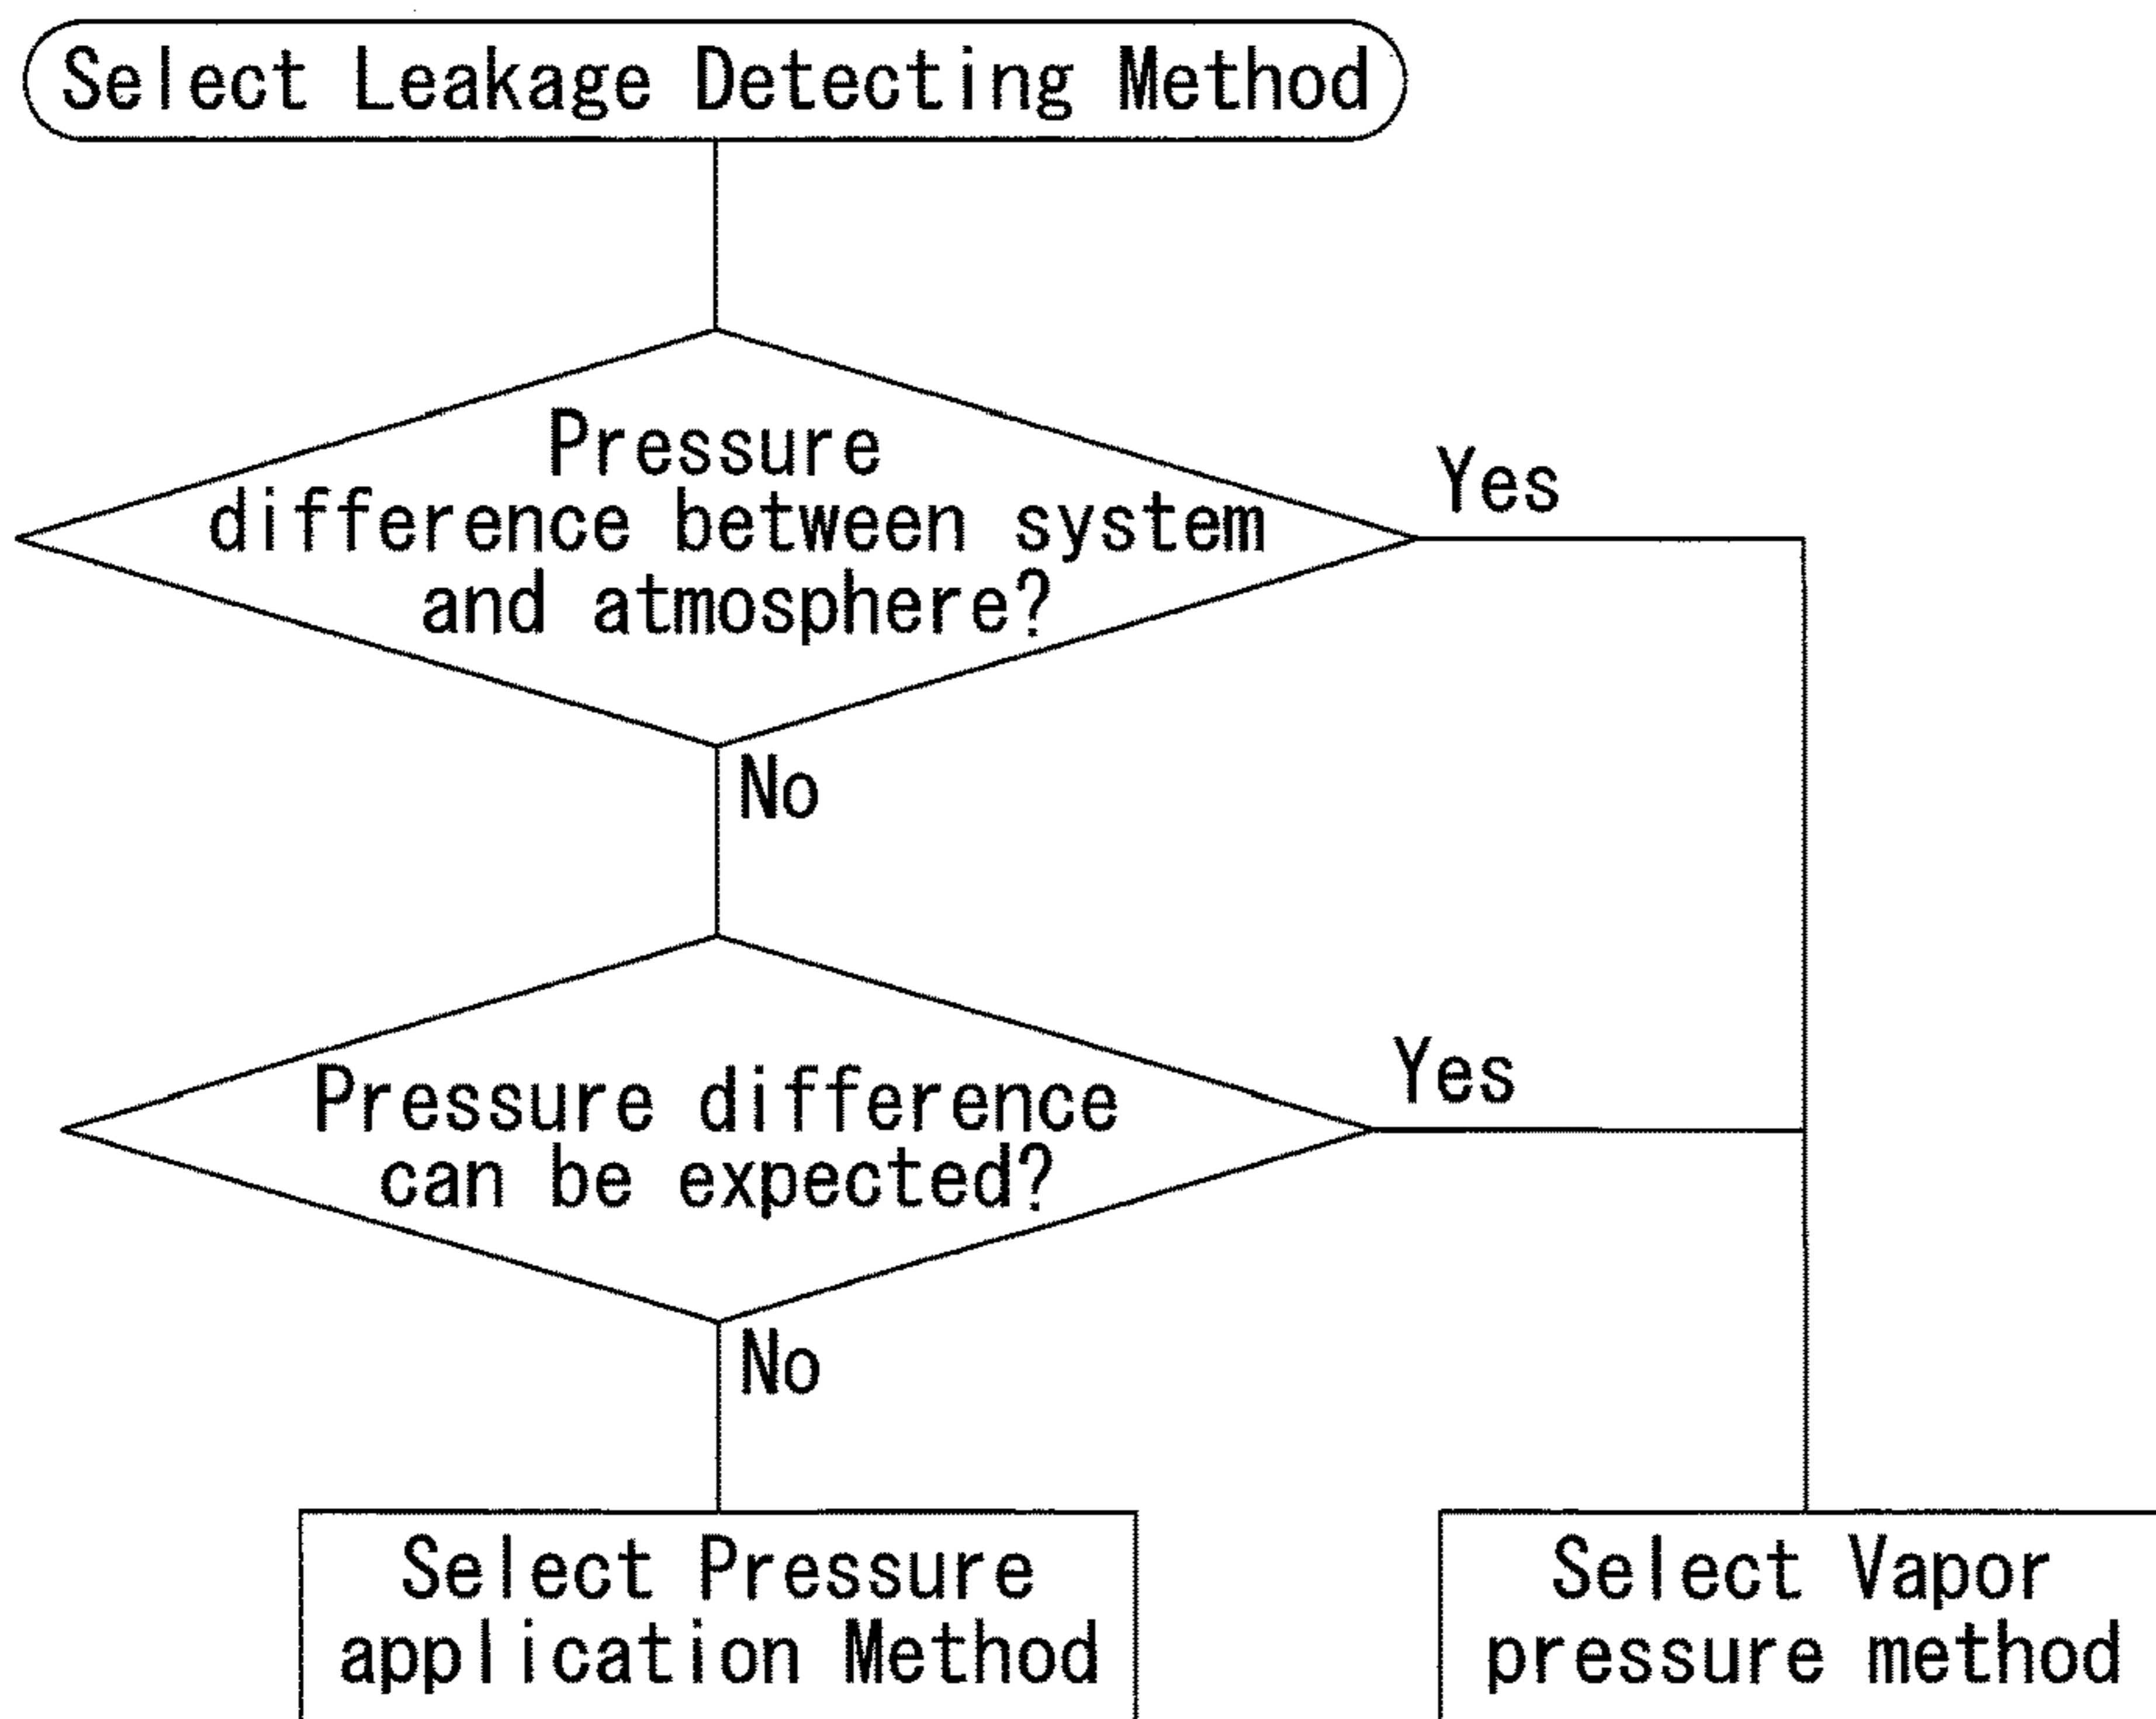 Select Leakage Detecting Method
Pressure
difference between system
and atmosphere?
Yes
No
Pressure difference
can be expected?
Yes
No
Select Pressure
application Method
Select Vapor
pressure method